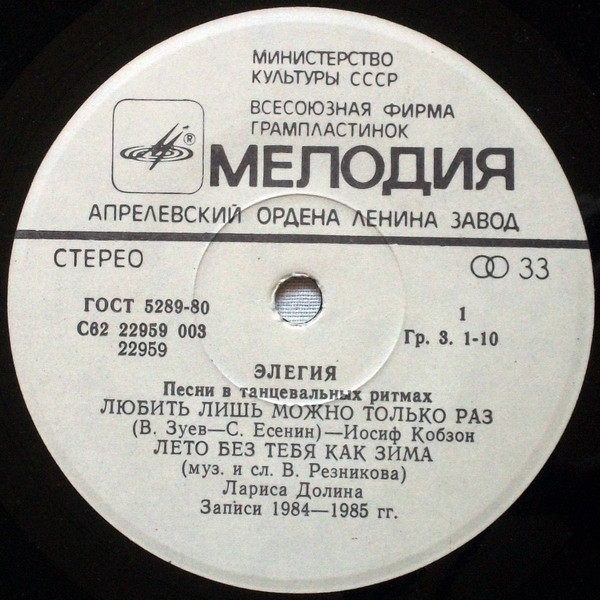 МИНИСТЕРСТВО
КУЛЬТУРЫ СССР
ВСЕСОЮЗНАЯ ФИРМА
ГРАМПЛАСТИНОК
®
МЕЛОДИЯ
АПРЕЛЕВСКИЙ ОРДЕНА ЛЕНИНА ЗАВОД
СТЕРЕО
33
ГОСТ 5289-80
С62 22959 003
22959
1
Гр. 3. 1-10
ЭЛЕГИЯ
Песни в танцевальных ритмах
ЛЮБИТЬ ЛИШЬ МОЖНО ТОЛЬКО РАЗ
(В. Зуев—С. Есенин)—Иосиф Кобзон
ЛЕТО БЕЗ ТЕБЯ КАК ЗИМА
(муз. и сл. В. Резникова)
Лариса Долина
Записи 1984—1985 гг.